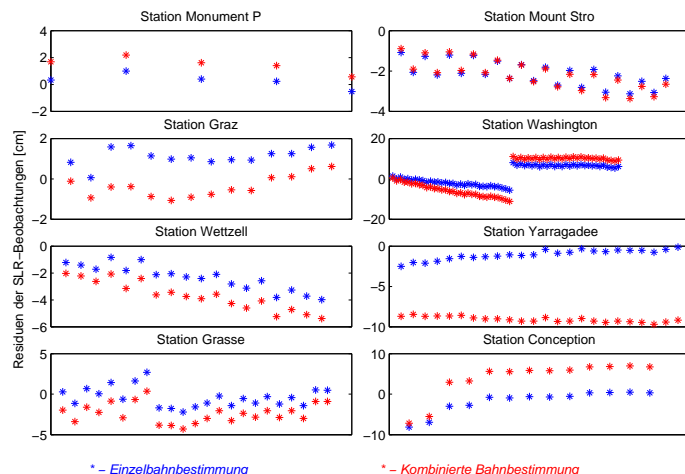 Station Monument P
4
2
0
−2
Station Mount Stro
0
−2
−4
Station Graz
2
0
2
Station Washington
20
0
−20
Station Wettzell
0
−2
−4
−6
Station Yarragadee
0
−5
−10
Station Grasse
5
0
−5
Station Conception
10
0
−10
Residuen der SLR−Beobachtungen [cm]
* − Einzelbahnbestimmung
* − Kombinierte Bahnbestimmung